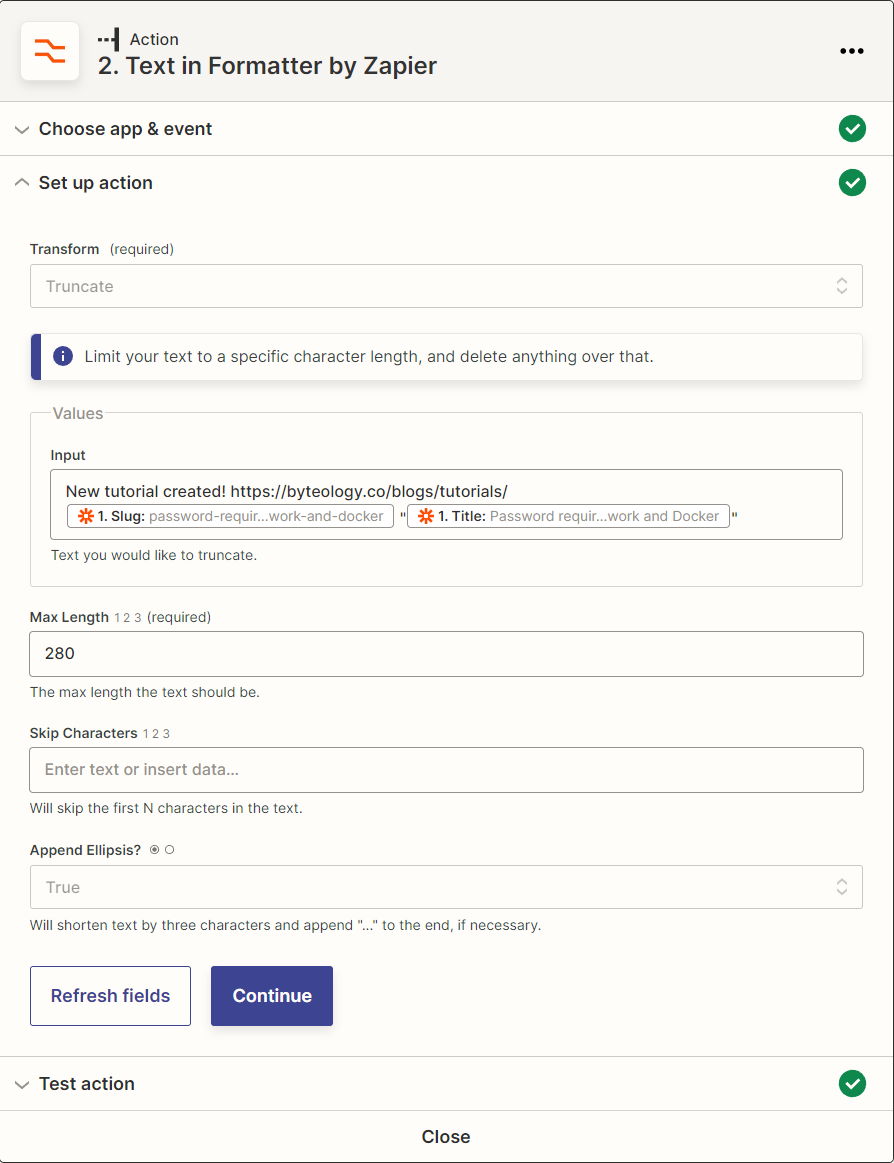 Action
2. Text in Formatter by Zapier
Choose app & event
Set up action
Transform (required)
Truncate
Limit your text to a specific character length, and delete anything over that.
Values
Input
New tutorial created! https://byteology.co/blogs/tutorials/
1. Slug: password-requir...work-and-docker "1. Title: Password requir...work and Docker"
Text you would like to truncate.
Max Length 1 2 3 (required)
280
The max length the text should be.
Skip Characters 1 2 3
Enter text or insert data...
Will skip the first N characters in the text.
Append Ellipsis?
True
Will shorten text by three characters and append "..." to the end, if necessary.
Refresh fields Continue
Test action
Close